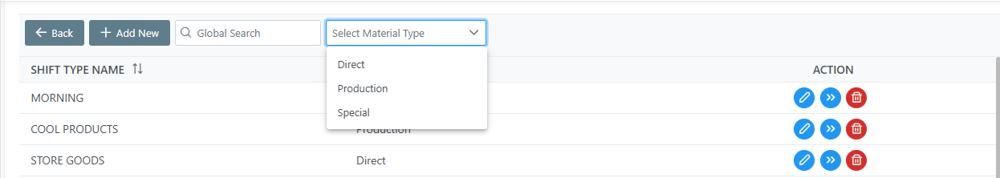 Back
Add New
Global Search
Select Material Type
Direct
Production
Special
SHIFT TYPE NAME
ACTION
MORNING
COOL PRODUCTS
Production
STORE GOODS
Direct